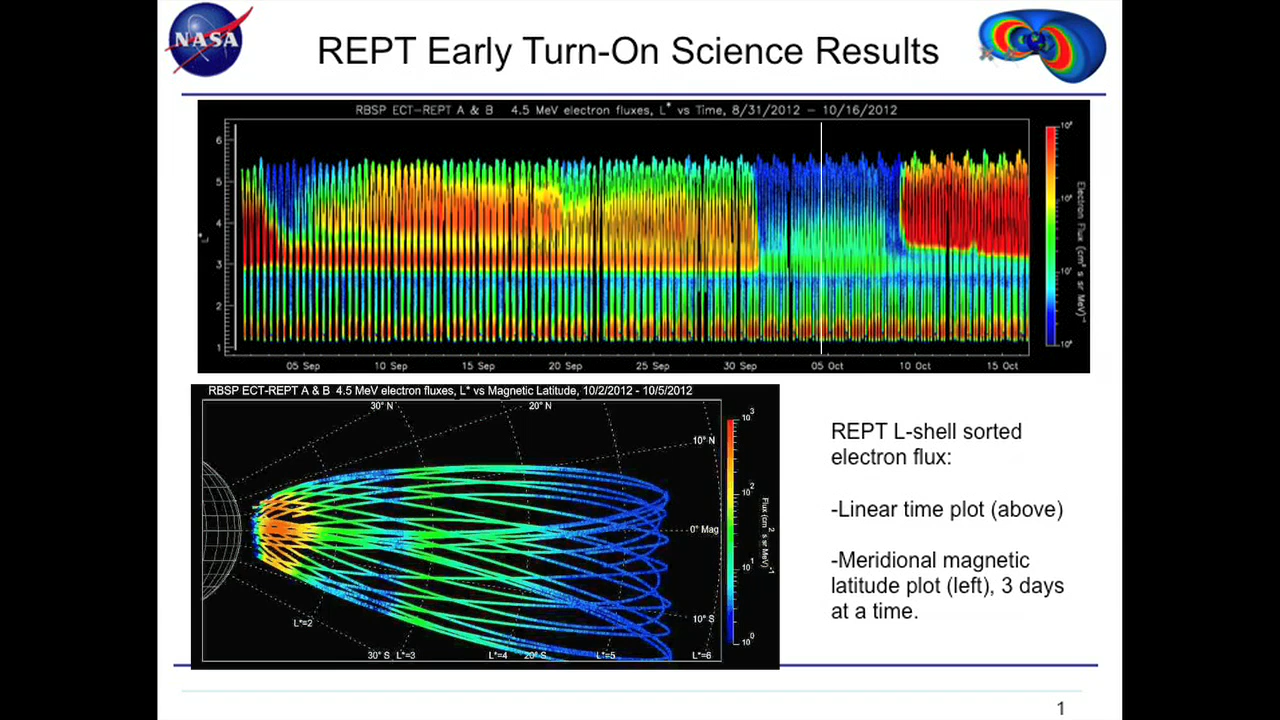 NASA
REPT Early Turn-On Science Results
RBSP ECT-REPT A & B 4.5 MeV electron fluxes, L* vs Time, 8/31/2012 - 10/16/2012
6
5
4
3
2
1
L*
05 Sep 10 Sep 15 Sep 20 Sep 25 Sep 30 Sep 05 Oct 10 Oct 15 Oct
RBSP ECT-REPT A & B 4.5 MeV electron fluxes, L* vs Magnetic Latitude, 10/2/2012 - 10/5/2012
30° N 20° N
10° N
0° Mag
10° S
L*=2
30° S L*=3 L*=4 20° S L*=5 L*=6
10³
10²
10¹
10⁰
REPT L-shell sorted
electron flux:
-Linear time plot (above)
-Meridional magnetic
latitude plot (left), 3 days
at a time.
1